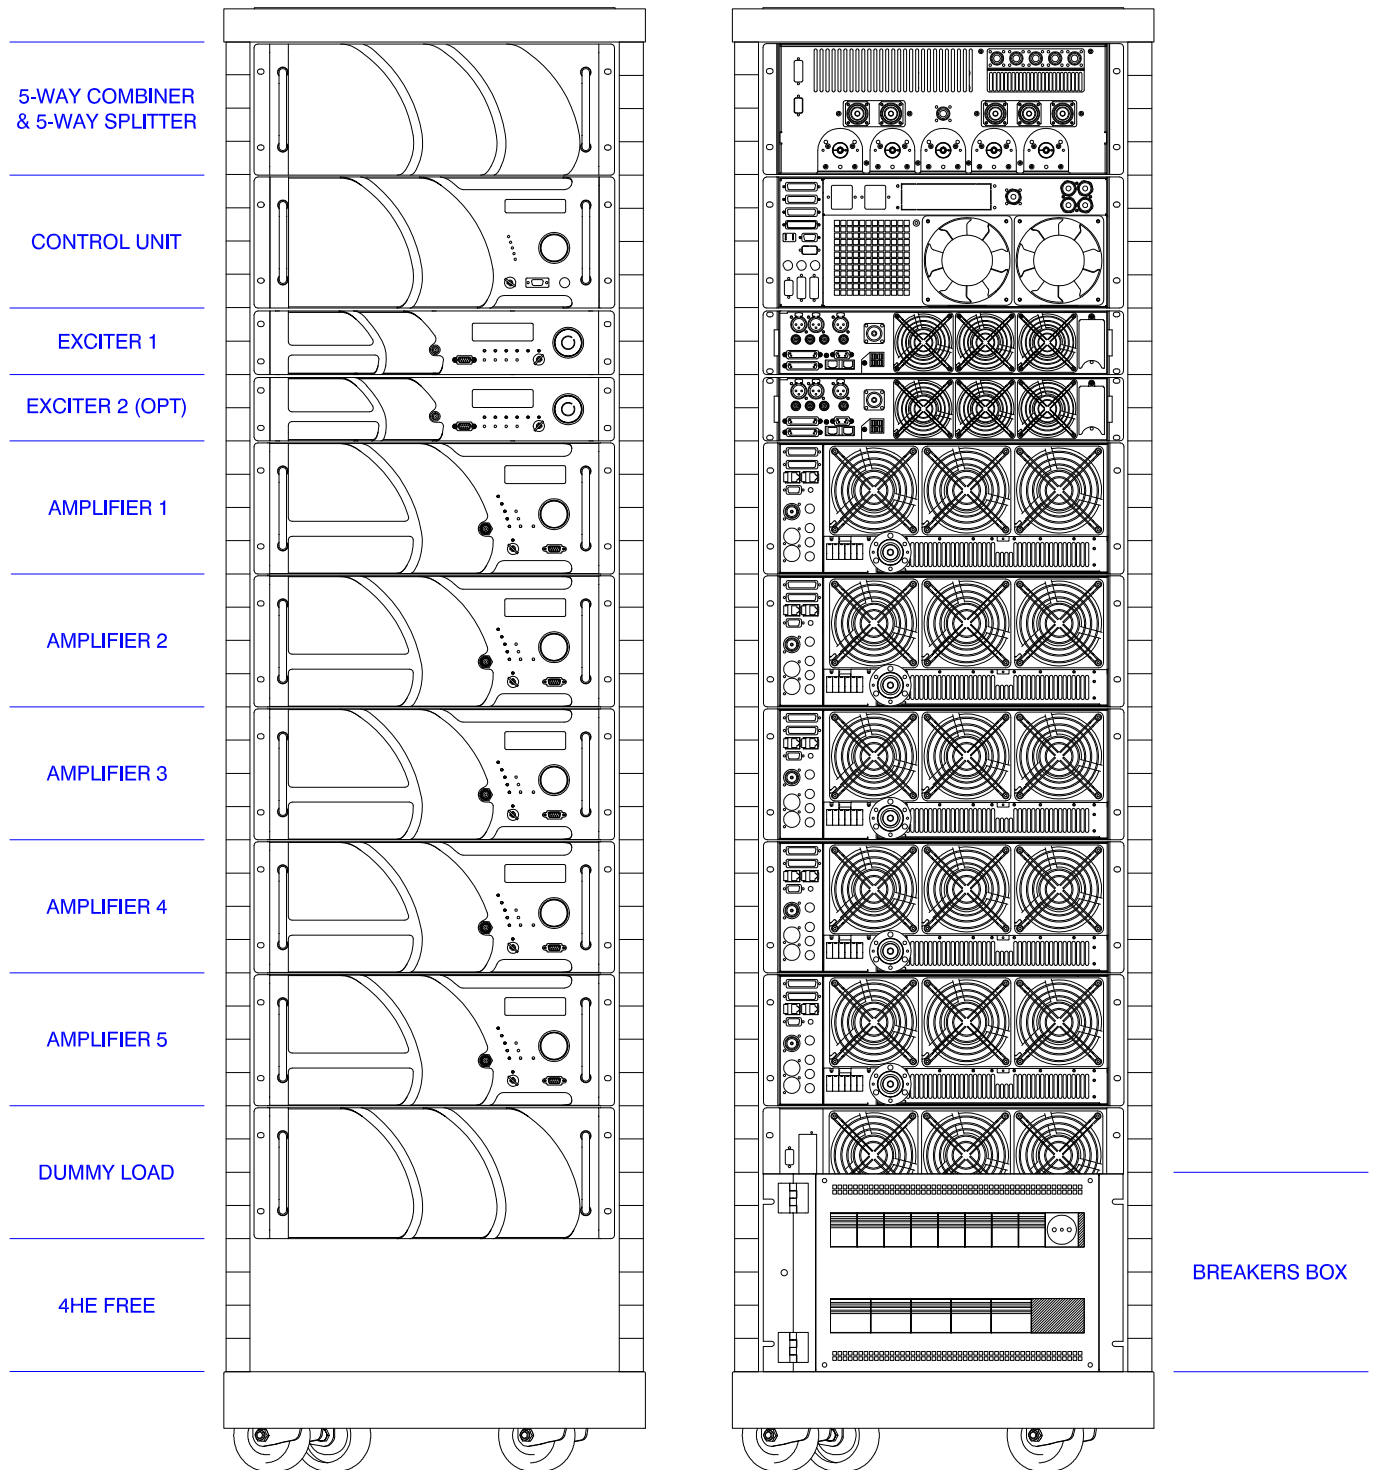 5-WAY COMBINER
& 5-WAY SPLITTER
CONTROL UNIT
EXCITER 1
EXCITER 2 (OPT)
AMPLIFIER 1
AMPLIFIER 2
AMPLIFIER 3
AMPLIFIER 4
AMPLIFIER 5
DUMMY LOAD
4HE FREE
BREAKERS BOX